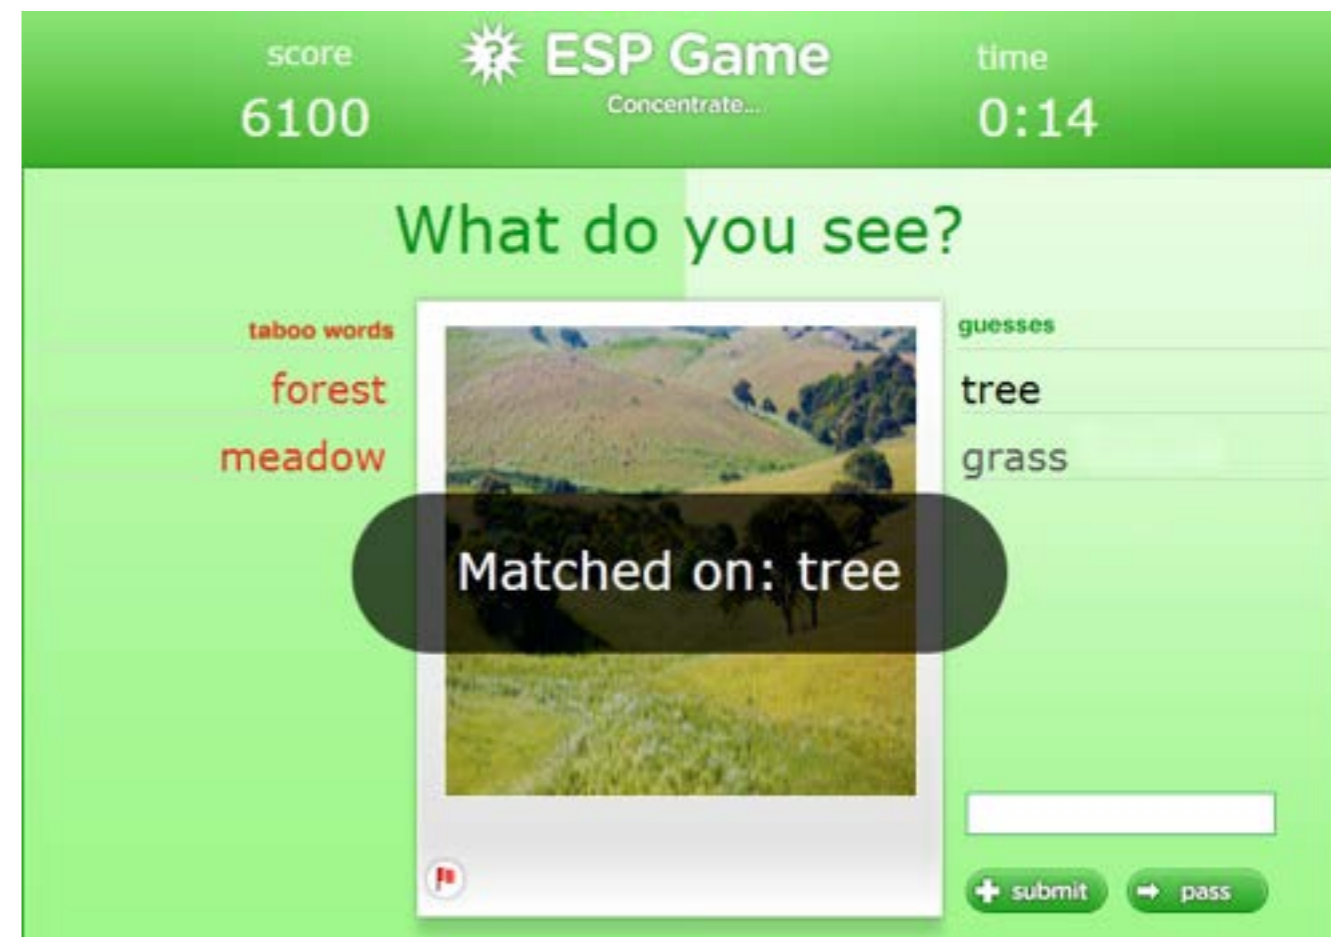 score
6100
ESP Game
Concentrate...
time
0:14
What do you see?
taboo words
forest
meadow
guesses
tree
grass
Matched on: tree
submit
pass